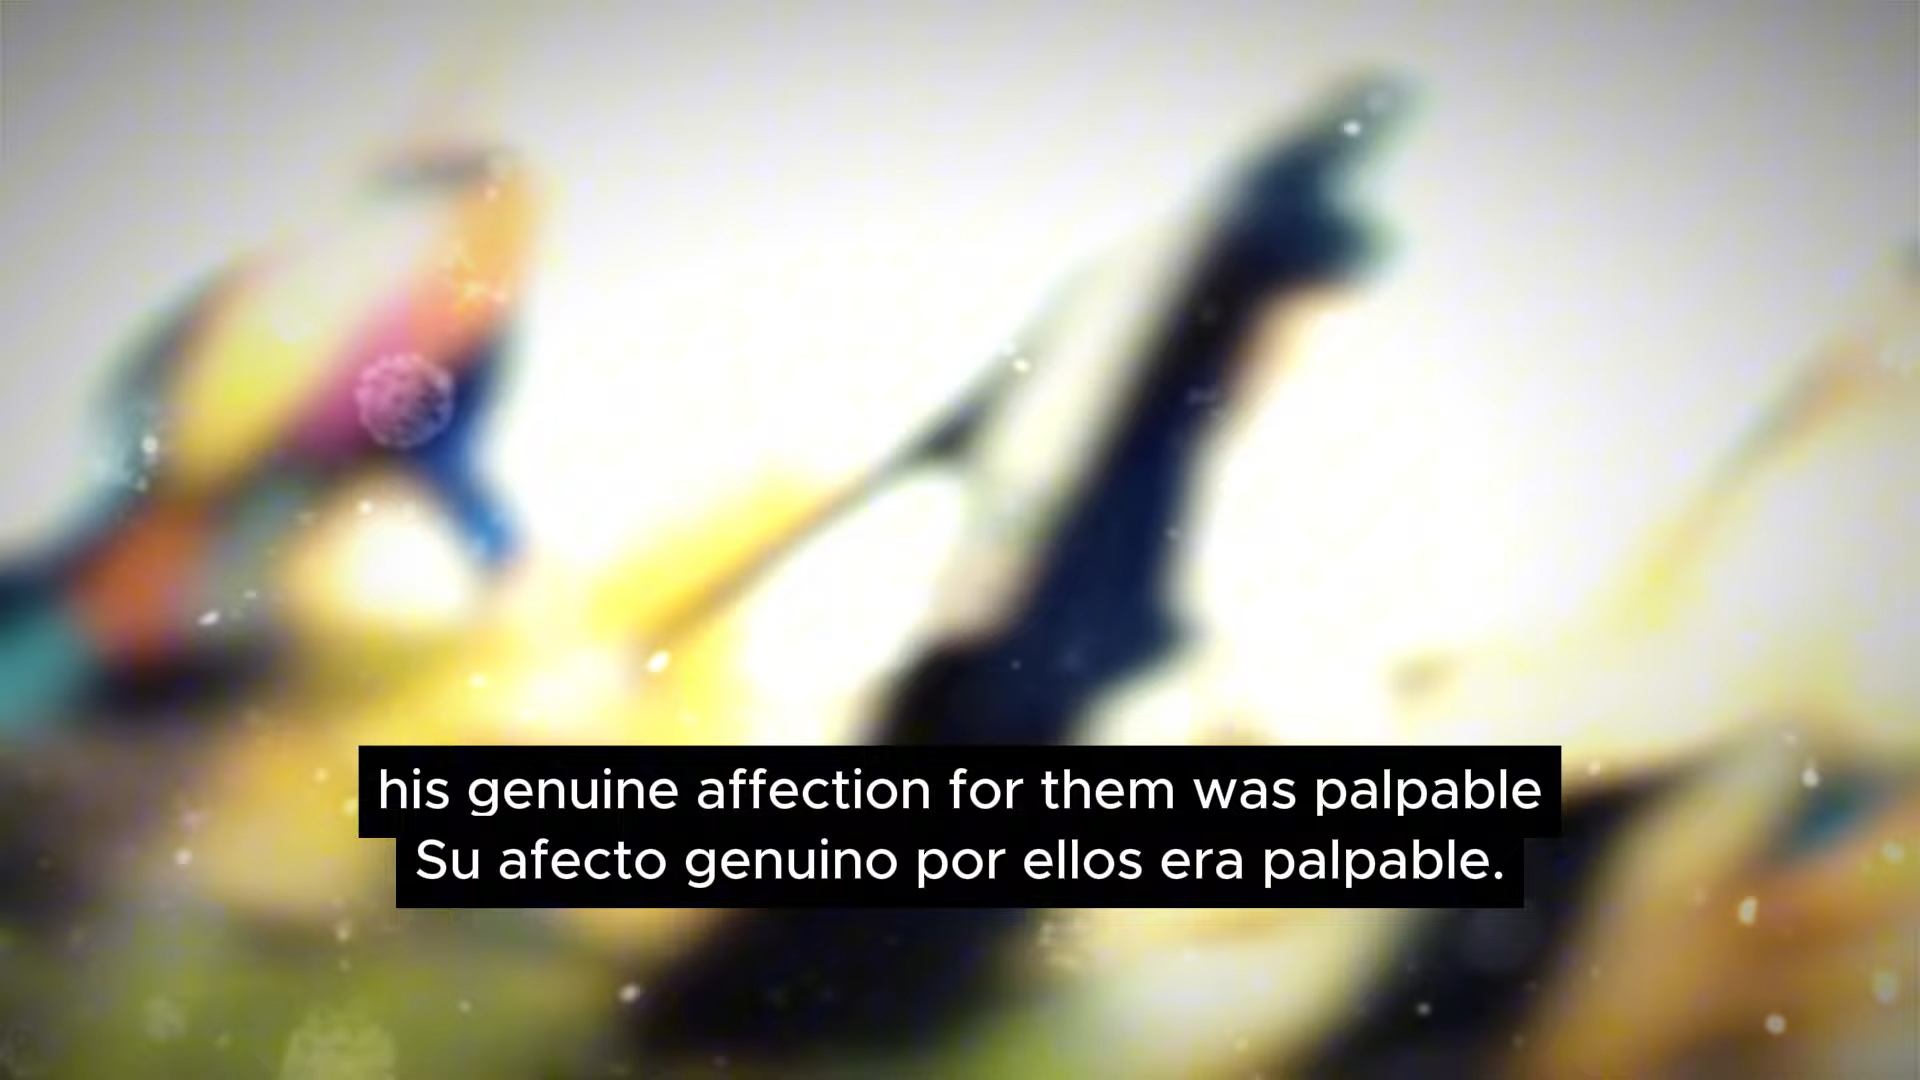 his genuine affection for them was palpable
Su afecto genuino por ellos era palpable.